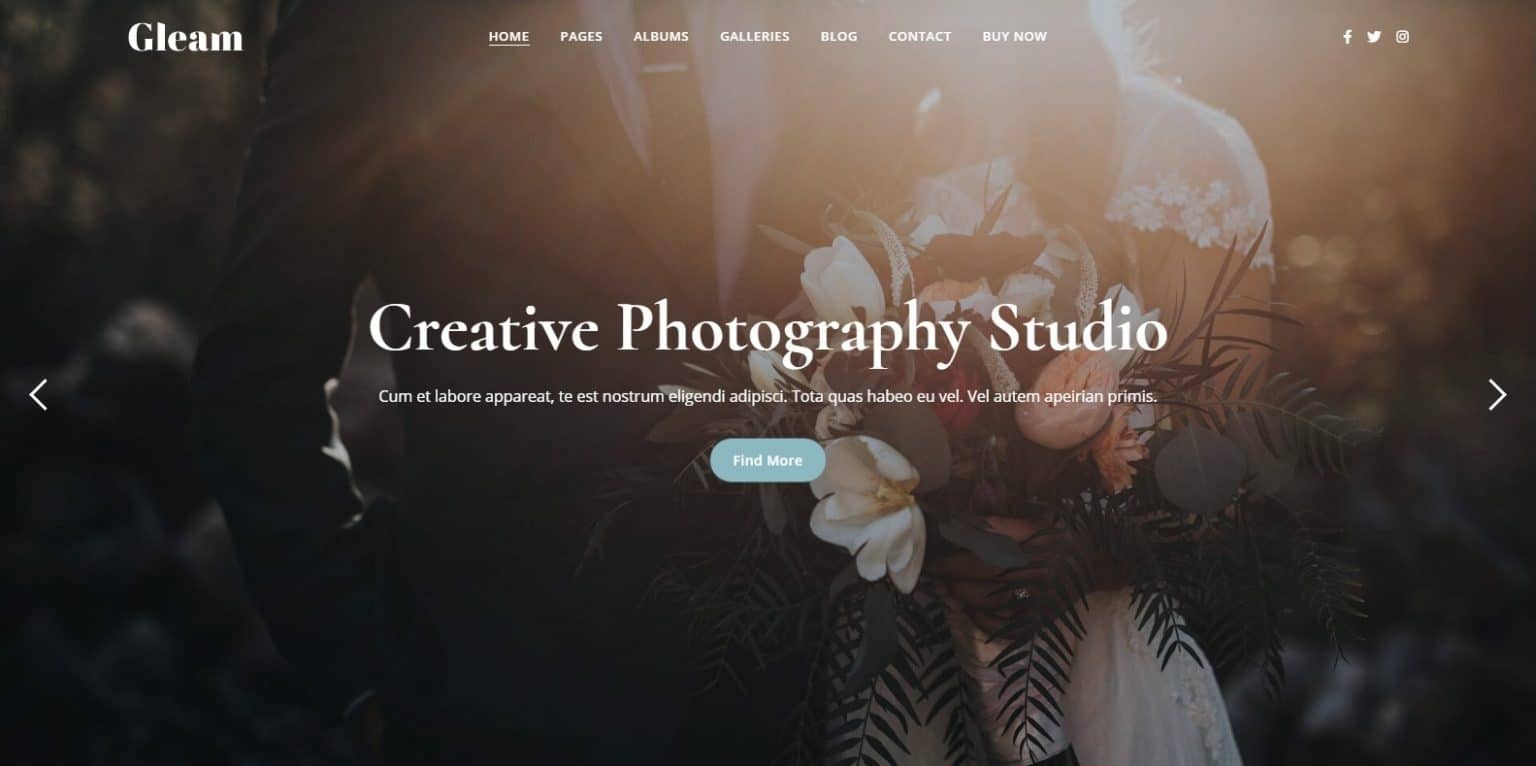 Gleam
HOME PAGES ALBUMS GALLERIES BLOG CONTACT BUY NOW
Creative Photography Studio
Cum et labore appareat, te est nostrum eligendi adipisci. Tota quas habeo eu vel. Vel autem apeirian primis.
Find More